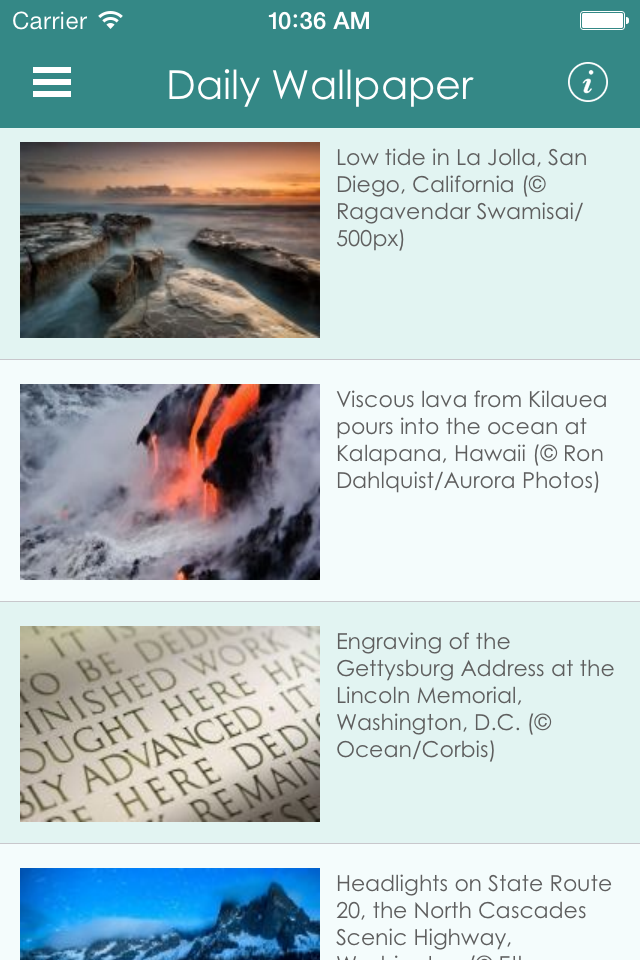 Carrier 10:36 AM
Daily Wallpaper
i
Low tide in La Jolla, San
Diego, California (©
Ragavendar Swamisai/
500px)
Viscous lava from Kilauea
pours into the ocean at
Kalapana, Hawaii (© Ron
Dahlquist/Aurora Photos)
IT IS
TO BE DEDIC
FINISHED WORK W
OUGHT HERE HAV
BLY ADVANCED · IT
HERE DEDI
REMAIN
ESE
Engraving of the
Gettysburg Address at the
Lincoln Memorial,
Washington, D.C. (©
Ocean/Corbis)
Headlights on State Route
20, the North Cascades
Scenic Highway,